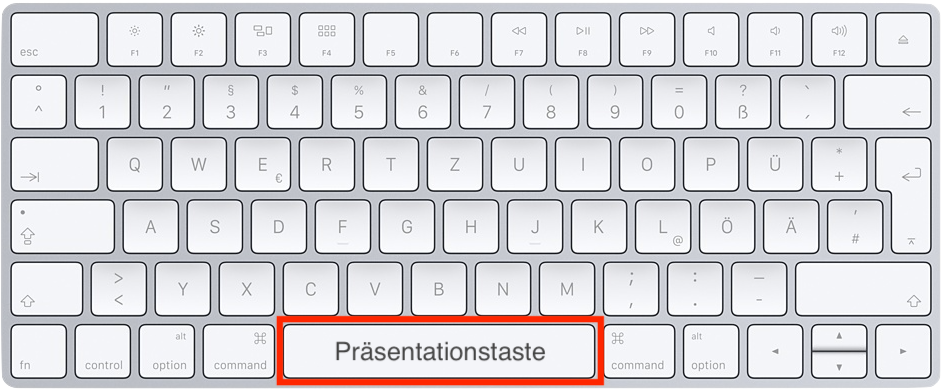 esc F1 F2 F3 F4 F5 F6 F7 F8 F9 F10 F11 F12
° ! " § $ % & / ( ) = ? `
^ 1 2 3 4 5 6 7 8 9 0 ß ´
Q W E € R T Z U I O P Ü * +
A S D F G H J K L @ Ö Ä ' #
> < Y X C V B N M ; , : . — -
fn control alt option ⌘ command Präsentationstaste ⌘ command alt option